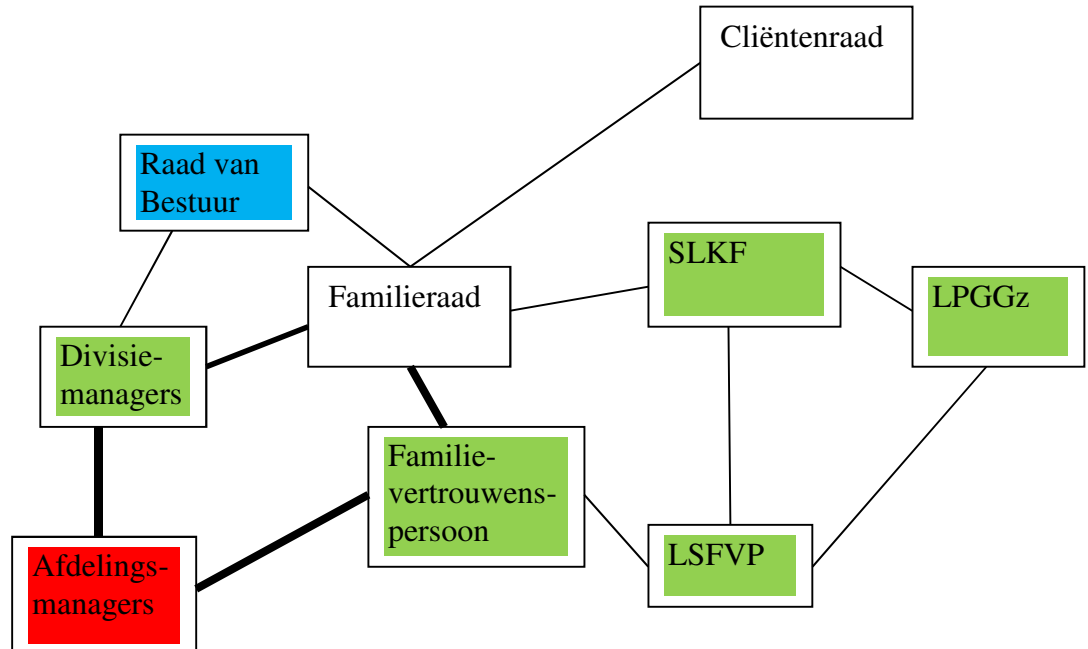 Cliëntenraad
Raad van
Bestuur
SLKF
Familieraad
LPGGz
Divisie-
managers
Familie-
vertrouwens-
persoon
LSFVP
Afdelings-
managers